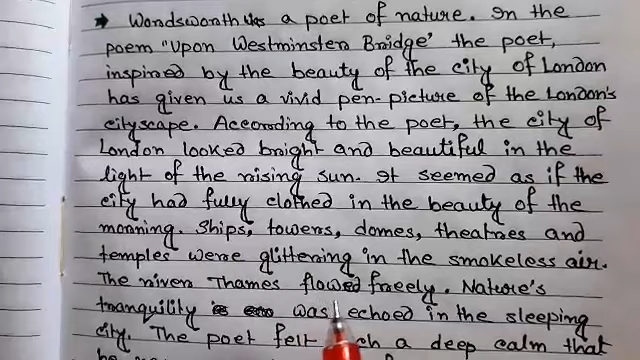 → Wordsworth was a poet of nature. In the
poem "Upon Westminster Bridge' the poet,
inspired by the beauty of the city of London
has given us a vivid pen-picture of the London's
cityscape. According to the poet, the city of
London looked bright and beautiful in the
light of the rising sun. It seemed as if the
city had fully clothed in the beauty of the
morning. Ships, towers, domes, theatres and
temples were glittering in the smokeless air.
The river Thames flowed freely. Nature's
tranquility was echoed in the sleeping
city. The poet felt a deep calm that